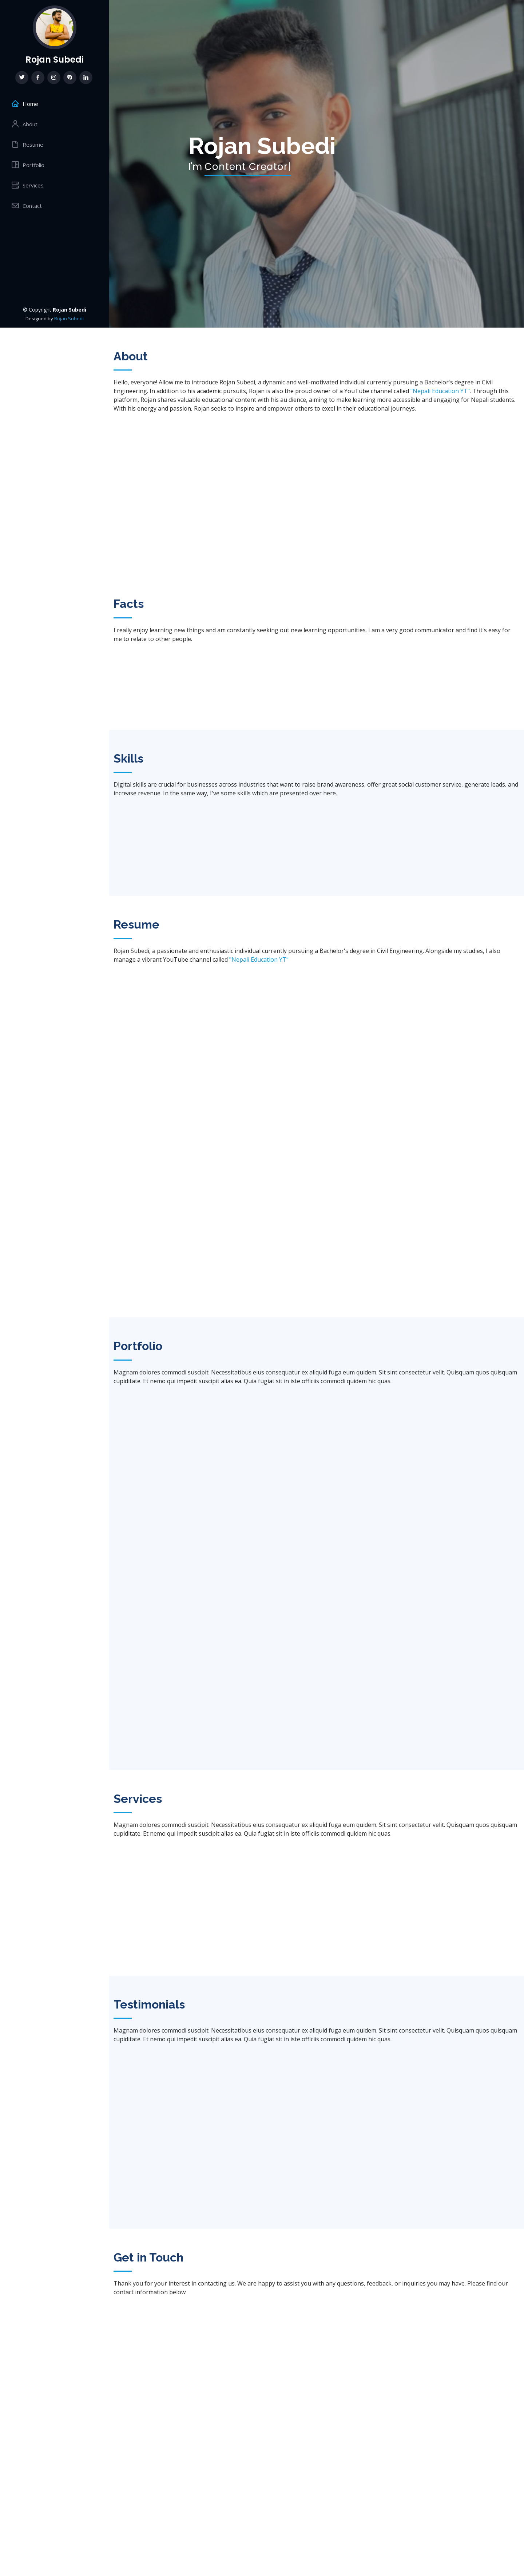 Rojan Subedi
Home
About
Resume
Portfolio
Services
Contact
© Copyright Rojan Subedi
Designed by Rojan Subedi
Rojan Subedi
I'm Content Creator|
About
Hello, everyone! Allow me to introduce Rojan Subedi, a dynamic and well-motivated individual currently pursuing a Bachelor's degree in Civil
Engineering. In addition to his academic pursuits, Rojan is also the proud owner of a YouTube channel called "Nepali Education YT". Through this
platform, Rojan shares valuable educational content with his au dience, aiming to make learning more accessible and engaging for Nepali students.
With his energy and passion, Rojan seeks to inspire and empower others to excel in their educational journeys.
Facts
I really enjoy learning new things and am constantly seeking out new learning opportunities. I am a very good communicator and find it's easy for
me to relate to other people.
Skills
Digital skills are crucial for businesses across industries that want to raise brand awareness, offer great social customer service, generate leads, and
increase revenue. In the same way, I've some skills which are presented over here.
Resume
Rojan Subedi, a passionate and enthusiastic individual currently pursuing a Bachelor's degree in Civil Engineering. Alongside my studies, I also
manage a vibrant YouTube channel called "Nepali Education YT"
Portfolio
Magnam dolores commodi suscipit. Necessitatibus eius consequatur ex aliquid fuga eum quidem. Sit sint consectetur velit. Quisquam quos quisquam
cupiditate. Et nemo qui impedit suscipit alias ea. Quia fugiat sit in iste officiis commodi quidem hic quas.
Services
Magnam dolores commodi suscipit. Necessitatibus eius consequatur ex aliquid fuga eum quidem. Sit sint consectetur velit. Quisquam quos quisquam
cupiditate. Et nemo qui impedit suscipit alias ea. Quia fugiat sit in iste officiis commodi quidem hic quas.
Testimonials
Magnam dolores commodi suscipit. Necessitatibus eius consequatur ex aliquid fuga eum quidem. Sit sint consectetur velit. Quisquam quos quisquam
cupiditate. Et nemo qui impedit suscipit alias ea. Quia fugiat sit in iste officiis commodi quidem hic quas.
Get in Touch
Thank you for your interest in contacting us. We are happy to assist you with any questions, feedback, or inquiries you may have. Please find our
contact information below: